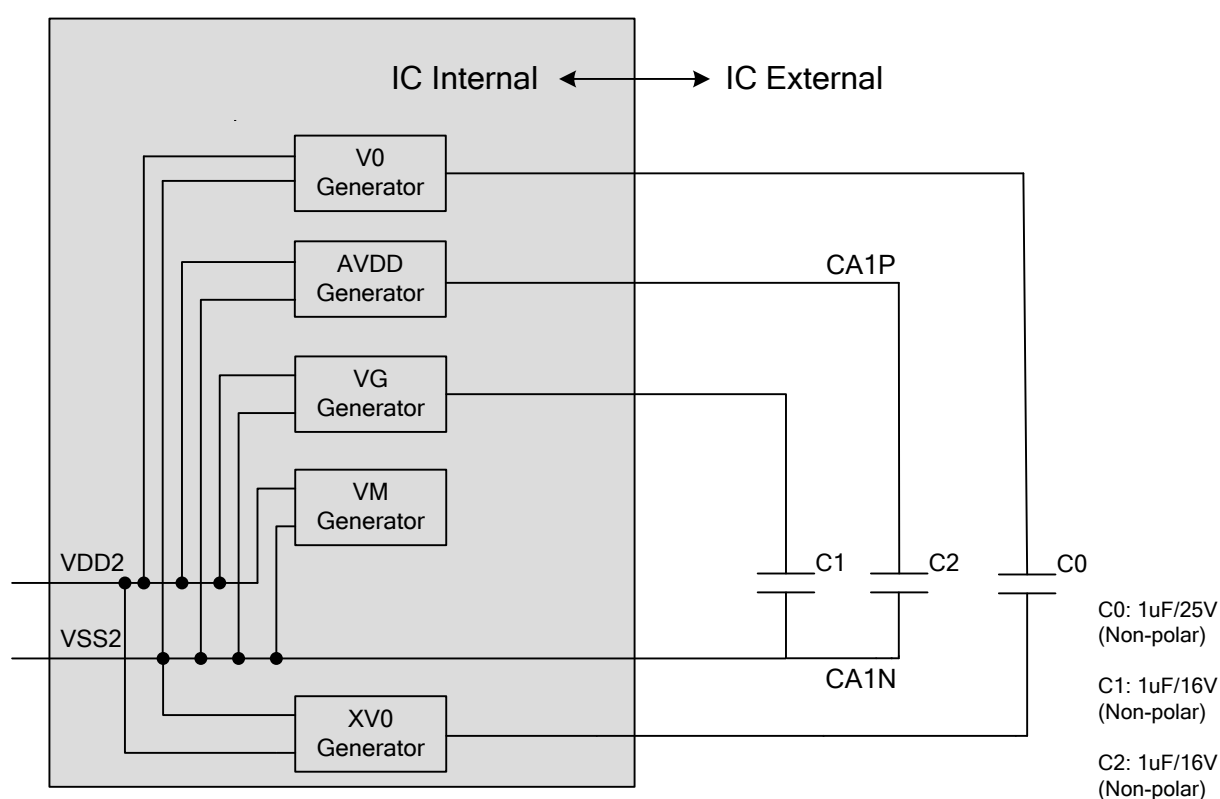 IC Internal
IC External
V0
Generator
AVDD
Generator
CA1P
VG
Generator
VM
Generator
VDD2
C1
C2
C0
VSS2
CA1N
XV0
Generator
C0: 1uF/25V
(Non-polar)
C1: 1uF/16V
(Non-polar)
C2: 1uF/16V
(Non-polar)